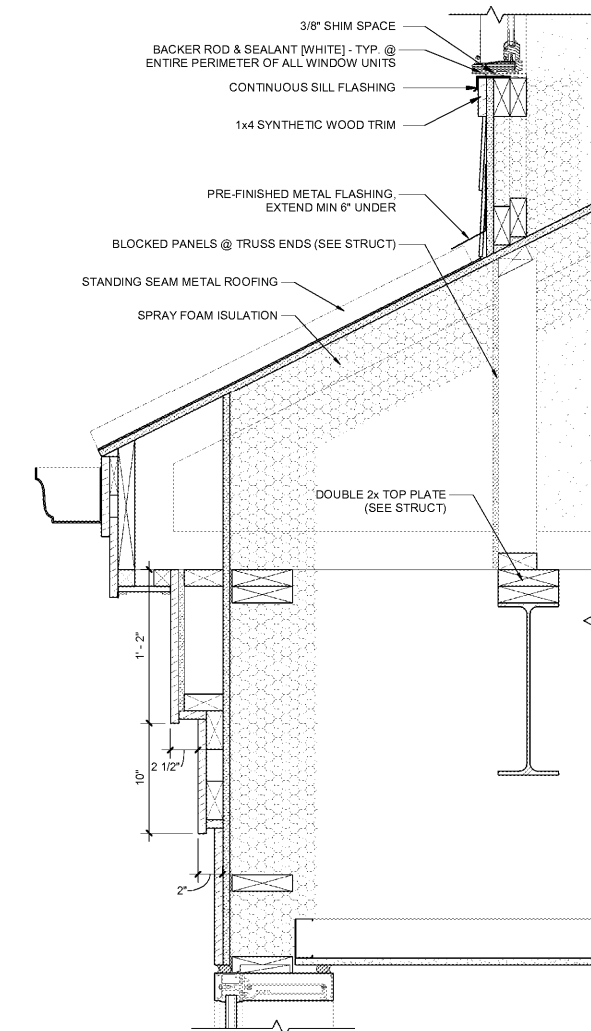 3/8" SHIM SPACE
BACKER ROD & SEALANT [WHITE] - TYP. @
ENTIRE PERIMETER OF ALL WINDOW UNITS
CONTINUOUS SILL FLASHING
1x4 SYNTHETIC WOOD TRIM
PRE-FINISHED METAL FLASHING,
EXTEND MIN 6" UNDER
BLOCKED PANELS @ TRUSS ENDS (SEE STRUCT)
STANDING SEAM METAL ROOFING
SPRAY FOAM ISULATION
DOUBLE 2x TOP PLATE
(SEE STRUCT)
1' - 2"
2 1/2"
10"
2"